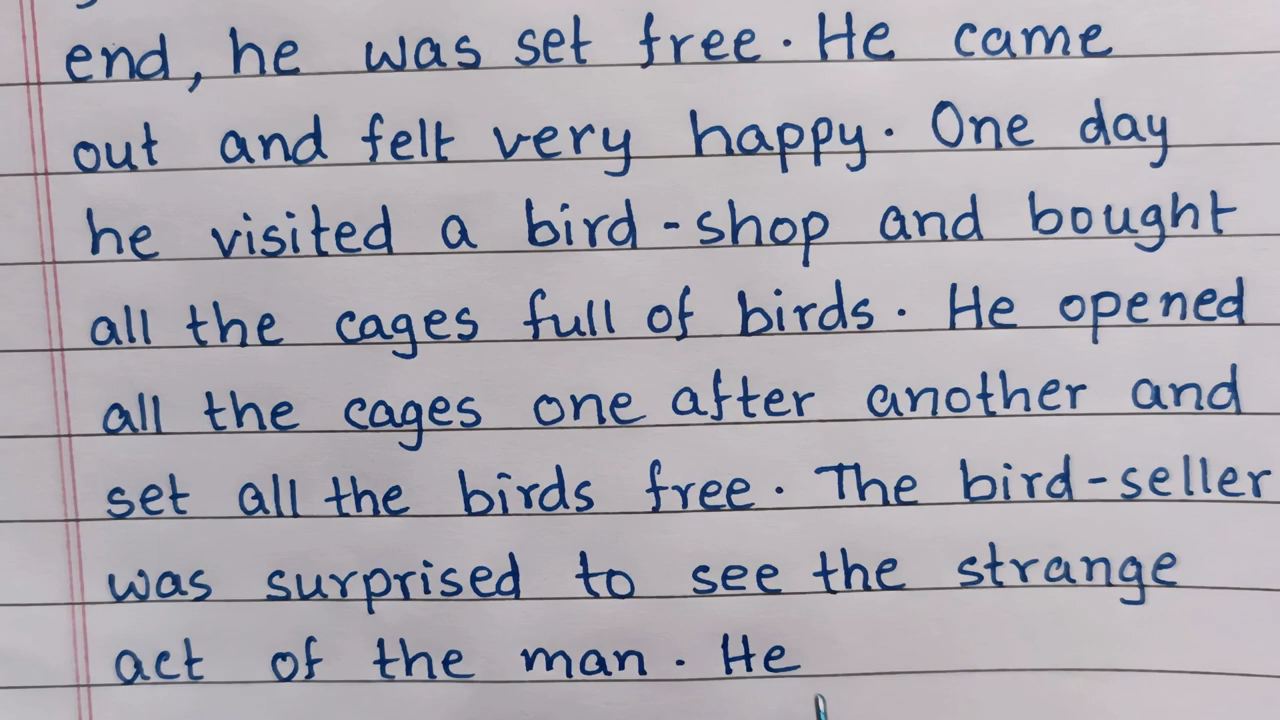 end, he was set free. He came
out and felt very happy. One day
he visited a bird-shop and bought
all the cages full of birds. He opened
all the cages one after another and
set all the birds free. The bird-seller
was surprised to see the strange
act of the man. He